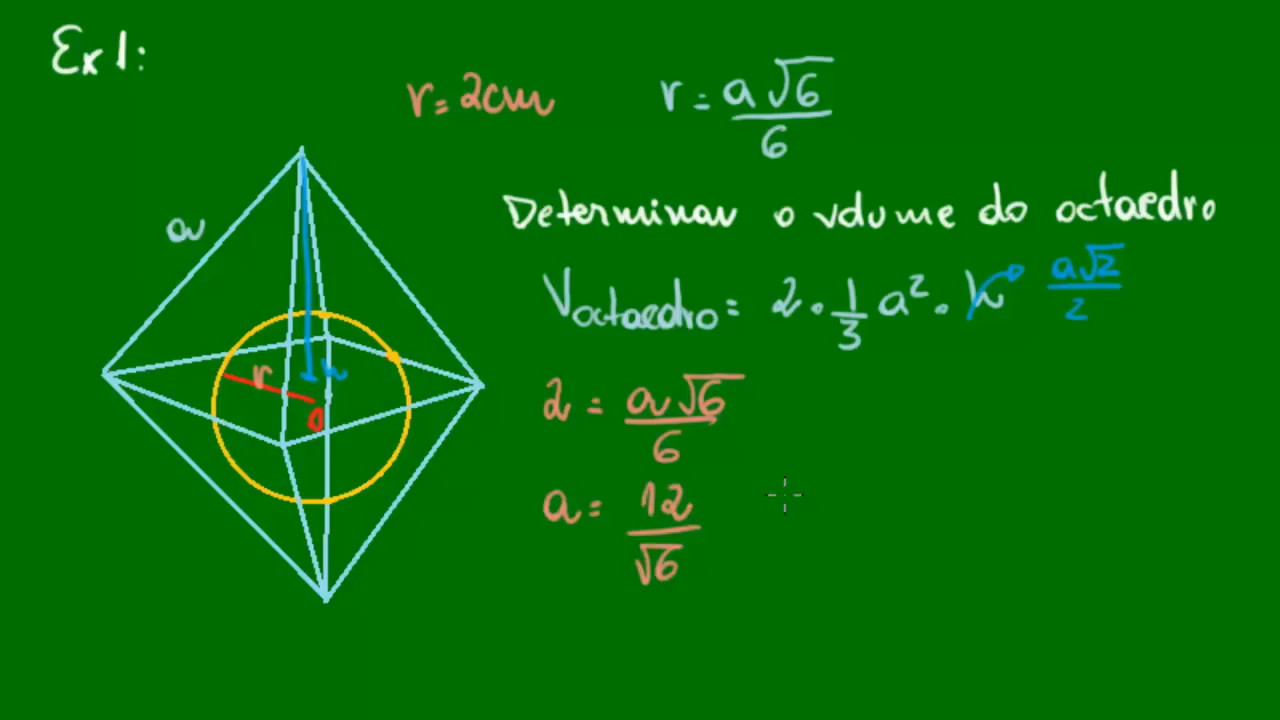 Ex 1:
r = 2cm
r = a√6/6
Determinar o volume do octaedro
a
V octaedro = 2 · 1/3 a² · h a√2/2
r
h
O
2 = a√6/6
a = 12/√6